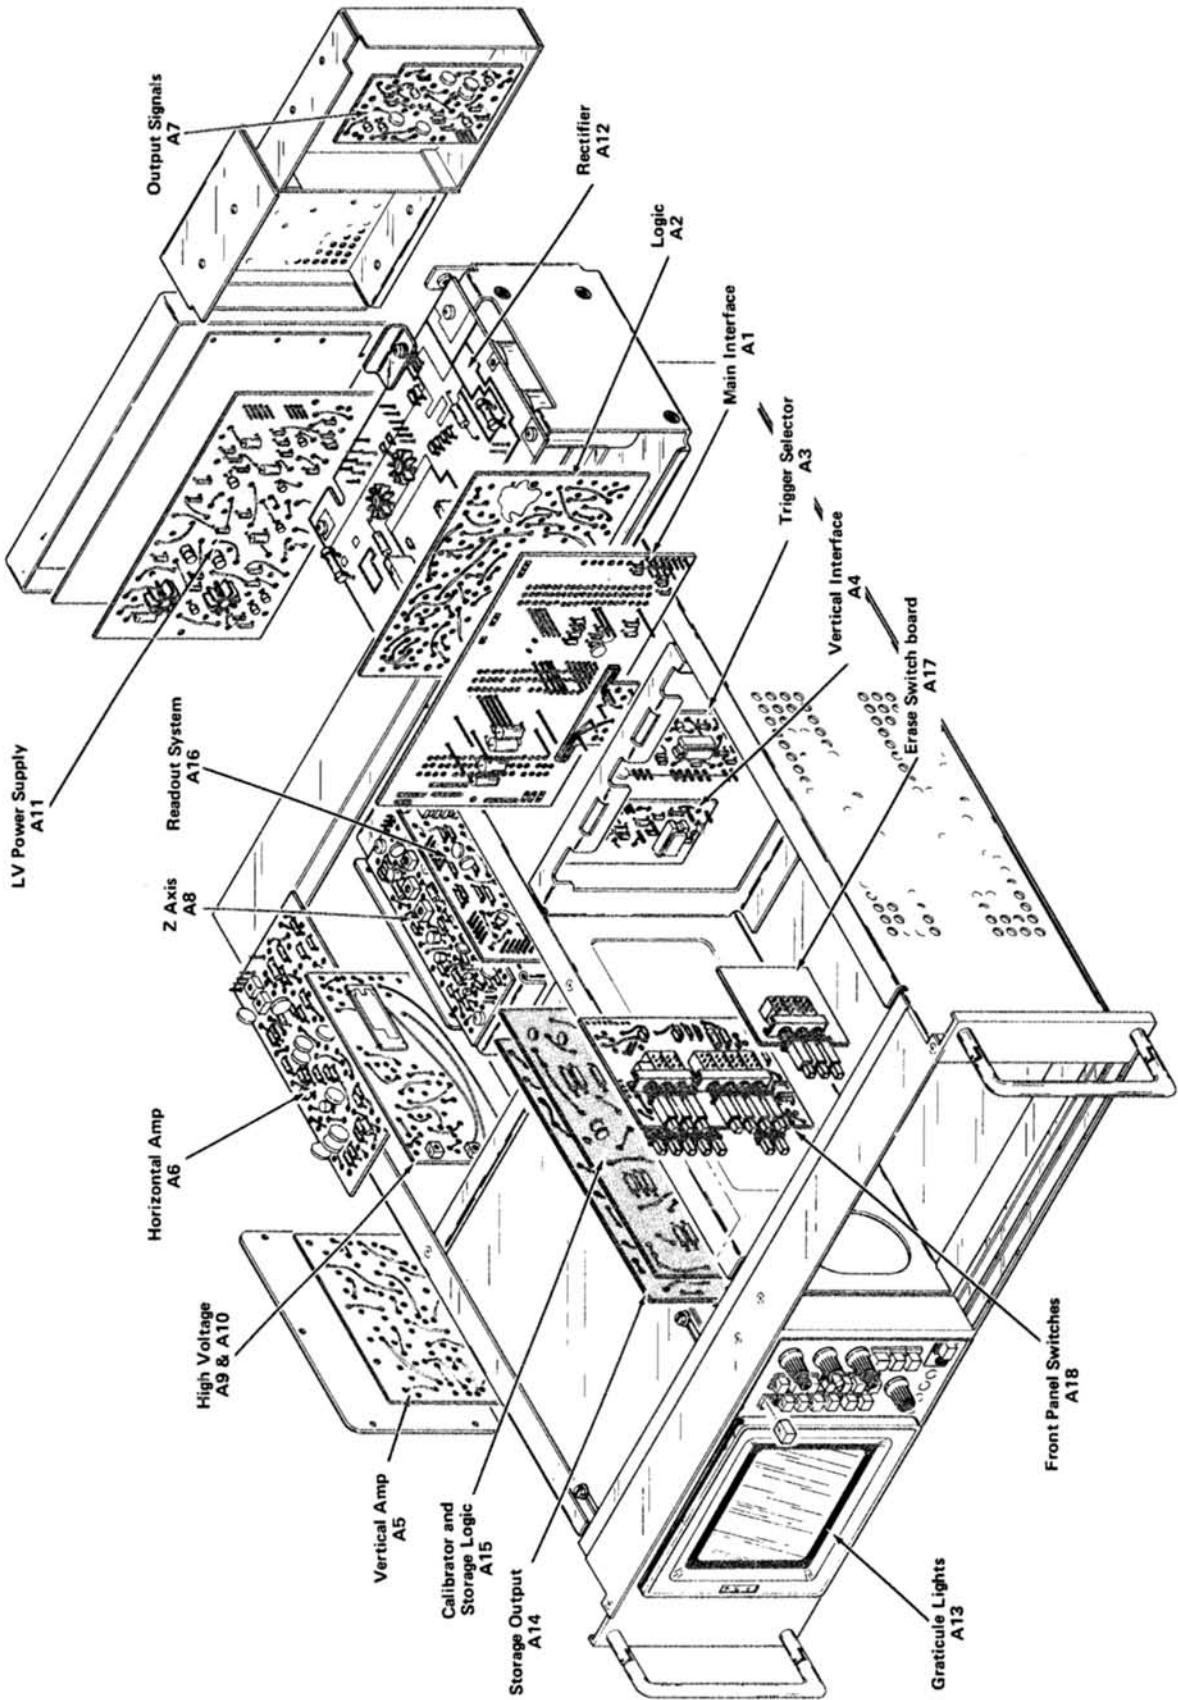 LV Power Supply
A11
Output Signals
A7
Rectifier
A12
Logic
A2
Main Interface
A1
Trigger Selector
A3
Vertical Interface
A4
Erase Switch board
A17
Readout System
A16
Z Axis
A8
Horizontal Amp
A6
High Voltage
A9 & A10
Vertical Amp
A5
Calibrator and
Storage Logic
A15
Storage Output
A14
Graticule Lights
A13
Front Panel Switches
A18